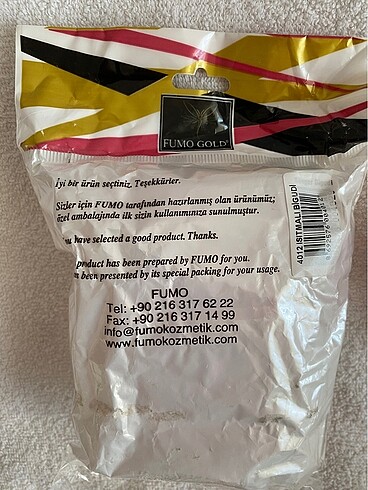 FUMO GOLD®
İyi bir ürün seçtiniz. Teşekkürler.
Sizler için FUMO tarafından hazırlanmış olan ürünümüz;
özel ambalajında ilk sizin kullanımınıza sunulmuştur.
have selected a good product. Thanks.
product has been prepared by FUMO for you.
been presented by its special packing for your usage.
4012 ISITMALI BİGUDİ
FUMO
Tel: +90 216 317 62 22
Fax: +90 216 317 14 99
info@fumokozmetik.com
www.fumokozmetik.com